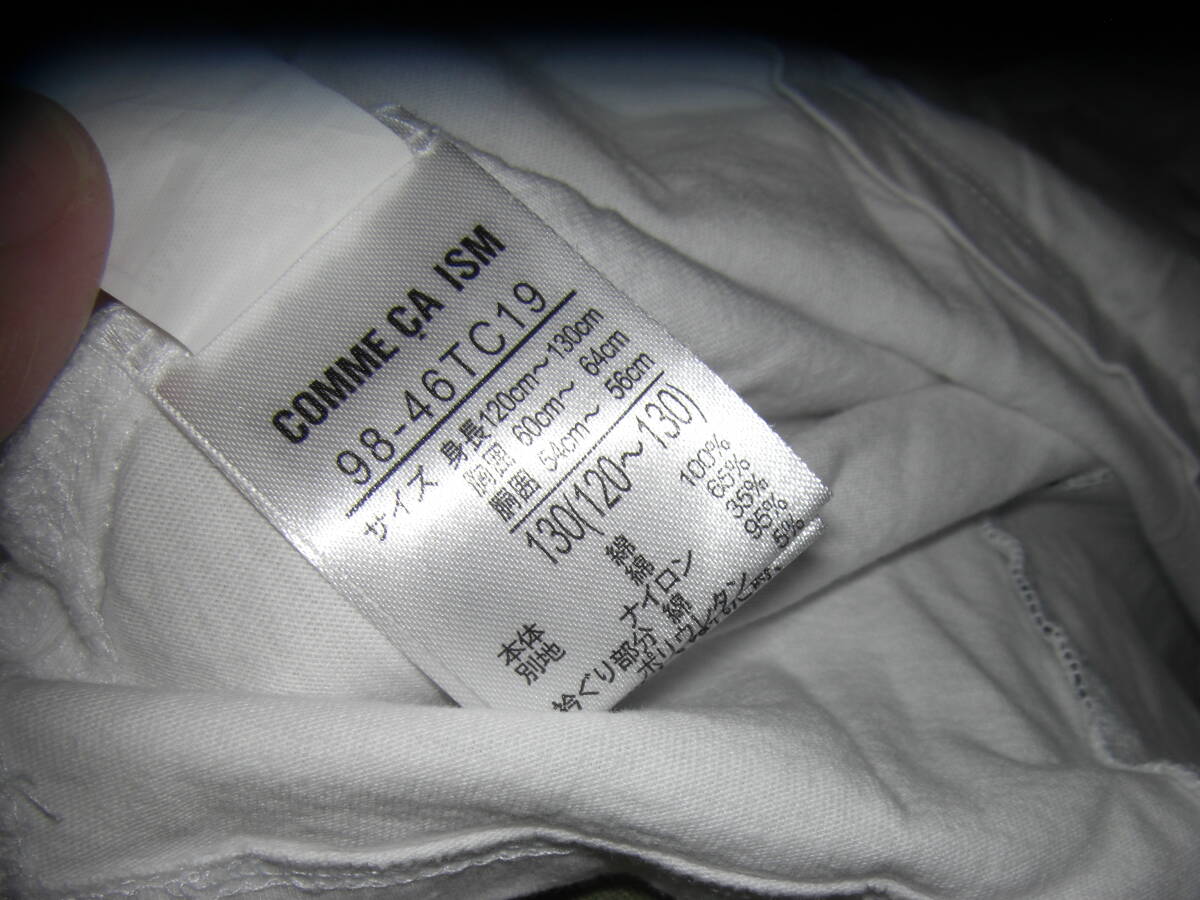 COMME ÇA ISM
98-46TC19
サイズ 身長120cm～130cm
胸囲 60cm～ 64cm
胴囲 54cm～ 56cm
130(120～130)
本体 綿 100%
別地 綿 65%
ナイロン 35%
衿ぐり部分 綿 95%
ポリウレタン 5%